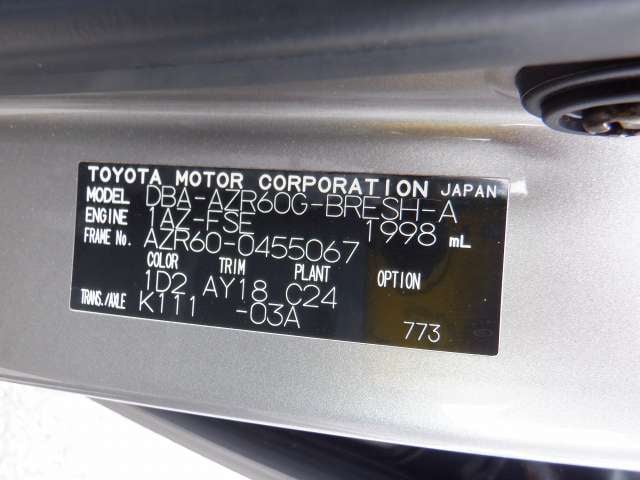 TOYOTA MOTOR CORPORATION JAPAN
MODEL DBA-AZR60G-BRESH-A
ENGINE 1AZ-FSE 1998 mL
FRAME No. AZR60-0455067
COLOR TRIM PLANT OPTION
1D2 AY18 C24
TRANS./AXLE K111 -03A 773